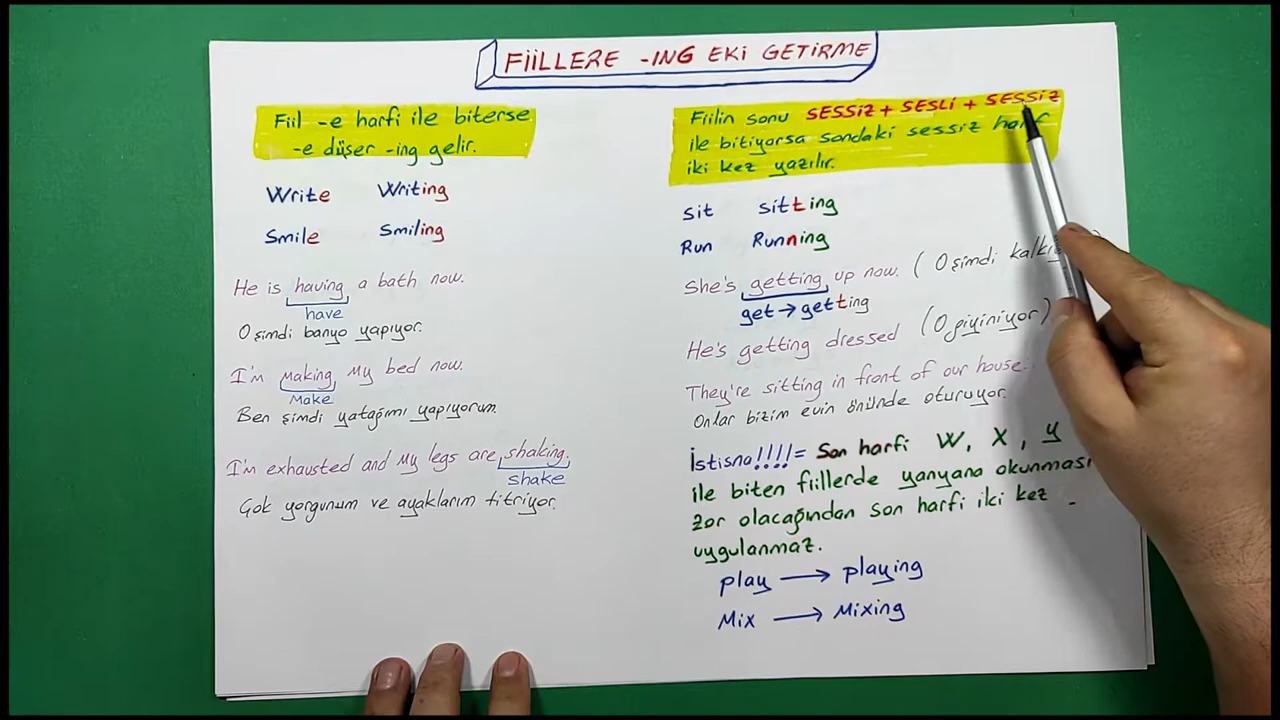 FİİLLERE -ING EKİ GETİRME
Fiil -e harfi ile biterse
-e düşer -ing gelir.
Write Writing
Smile Smiling
He is having a bath now.
have
O şimdi banyo yapıyor.
I'm making my bed now.
Make
Ben şimdi yatağımı yapıyorum.
I'm exhausted and my legs are shaking.
shake
Çok yorgunum ve ayaklarım titriyor.
Fiilin sonu SESSİZ + SESLİ + SESSİZ
ile bitiyorsa sondaki sessiz harf
iki kez yazılır.
Sit sitting
Run Running
She's getting up now. ( O şimdi
get → getting
He's getting dressed (O giyiniyor)
They're sitting in front of our house.
Onlar bizim evin önünde oturuyor.
İstisna!!!!= Son harfi W, X, Y
ile biten fiillerde yanyana okunması
zor olacağından son harfi iki kez
uygulanmaz.
play → playing
Mix → Mixing